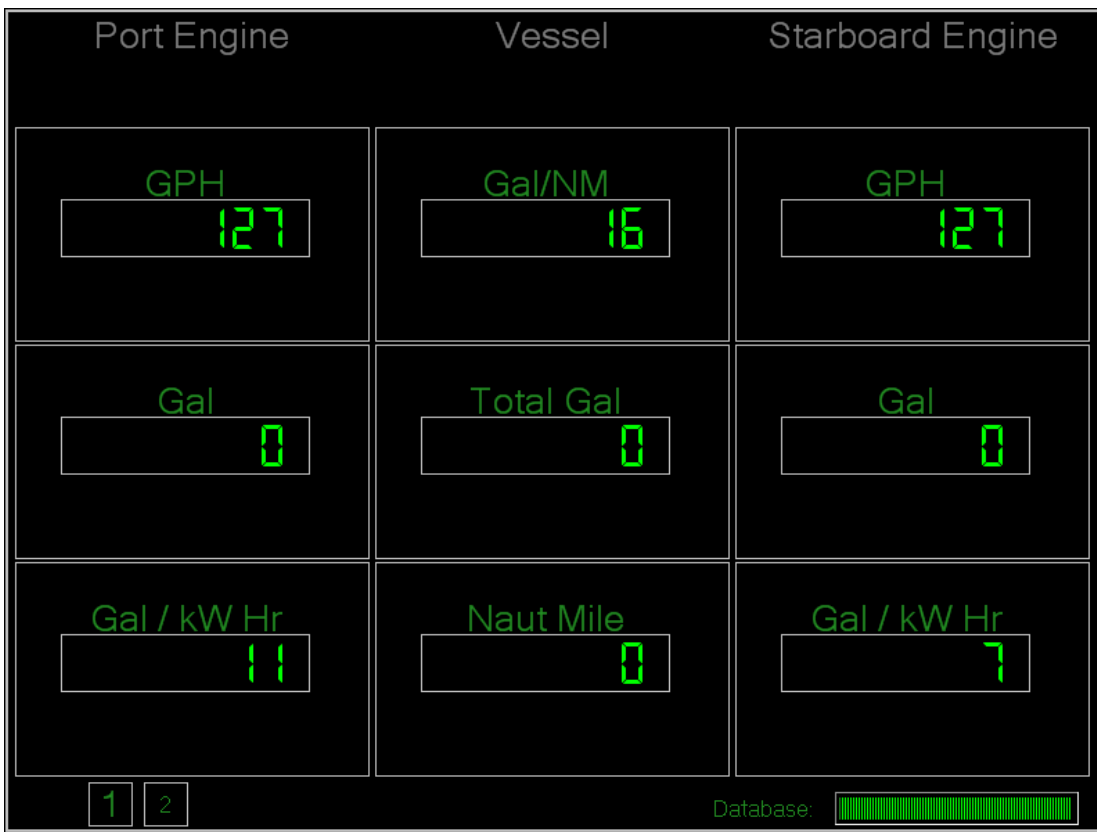 Port Engine Vessel Starboard Engine
GPH Gal/NM GPH
127 16 127
Gal Total Gal Gal
0 0 0
Gal / kW Hr Naut Mile Gal / kW Hr
11 0 7
1 2 Database: